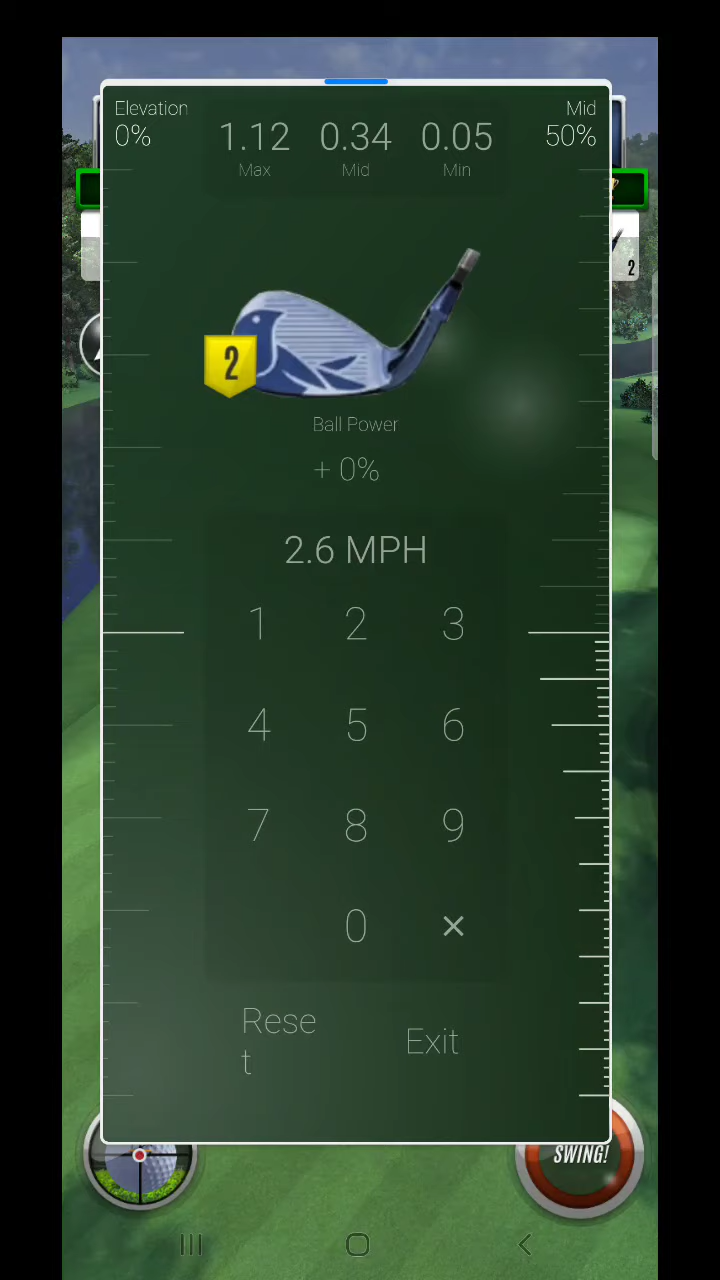 Elevation
0%
1.12 0.34 0.05
Max Mid Min
Mid
50%
2
2
Ball Power
+ 0%
2.6 MPH
1 2 3
4 5 6
7 8 9
0 ×
Rese
t
Exit
SWING!